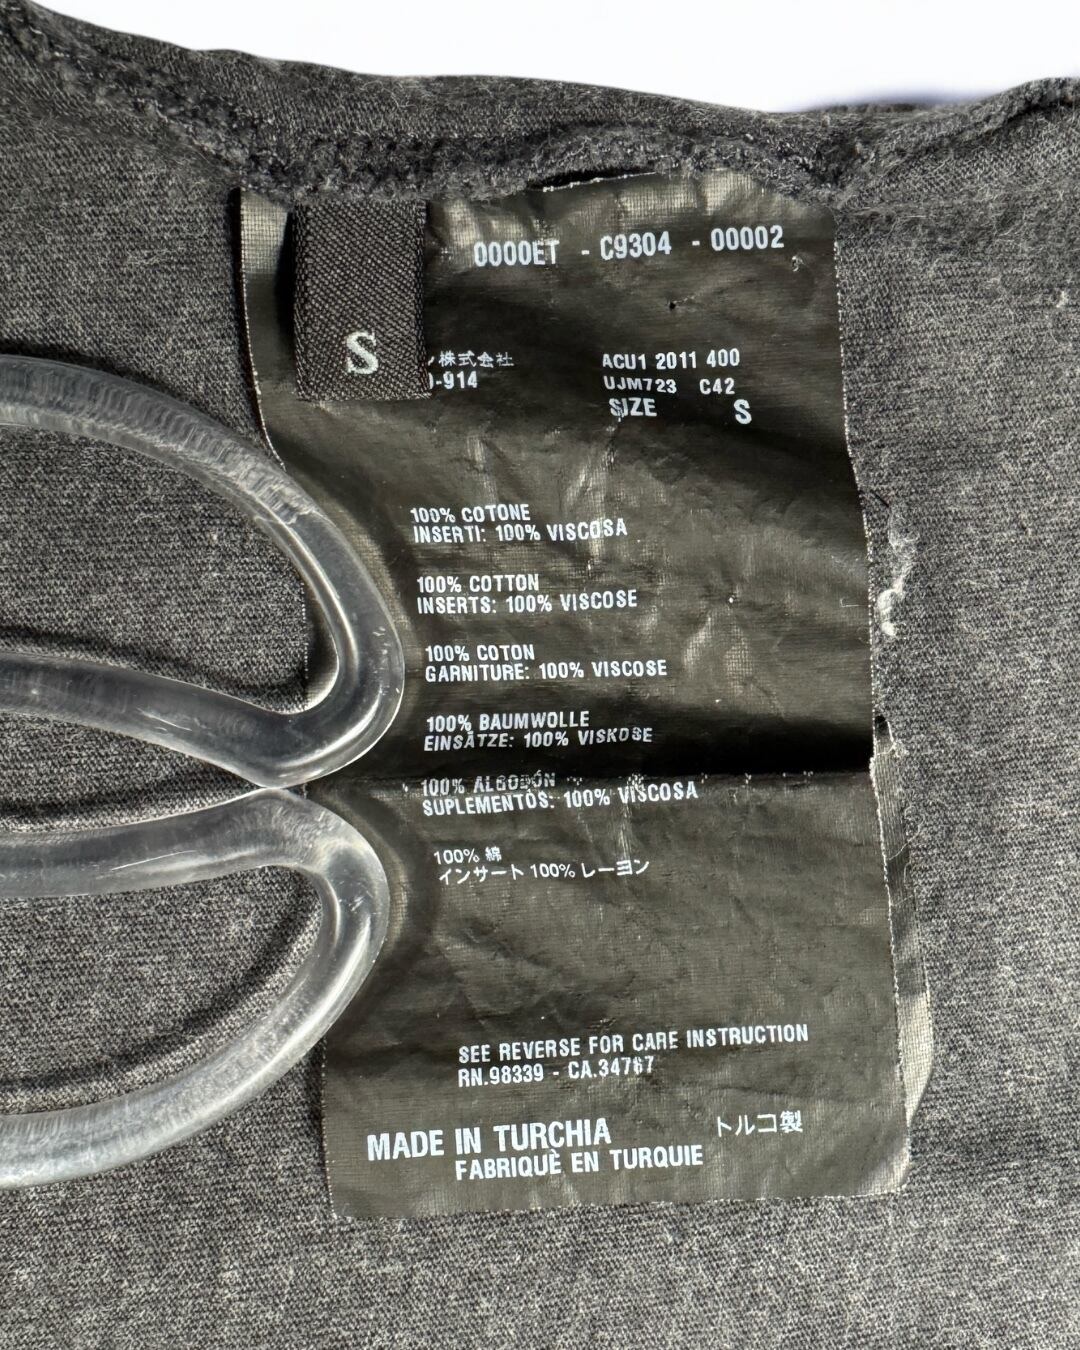 0000ET - C9304 - 00002
S
株式会社
-914
ACU1 2011 400
UJM723 C42
SIZE S
100% COTONE
INSERTI: 100% VISCOSA
100% COTTON
INSERTS: 100% VISCOSE
100% COTON
GARNITURE: 100% VISCOSE
100% BAUMWOLLE
EINSÄTZE: 100% VISKOSE
100% ALGODÓN
SUPLEMENTOS: 100% VISCOSA
100% 綿
インサート 100% レーヨン
SEE REVERSE FOR CARE INSTRUCTION
RN.98339 - CA.34767
MADE IN TURCHIA
FABRIQUÈ EN TURQUIE
トルコ製